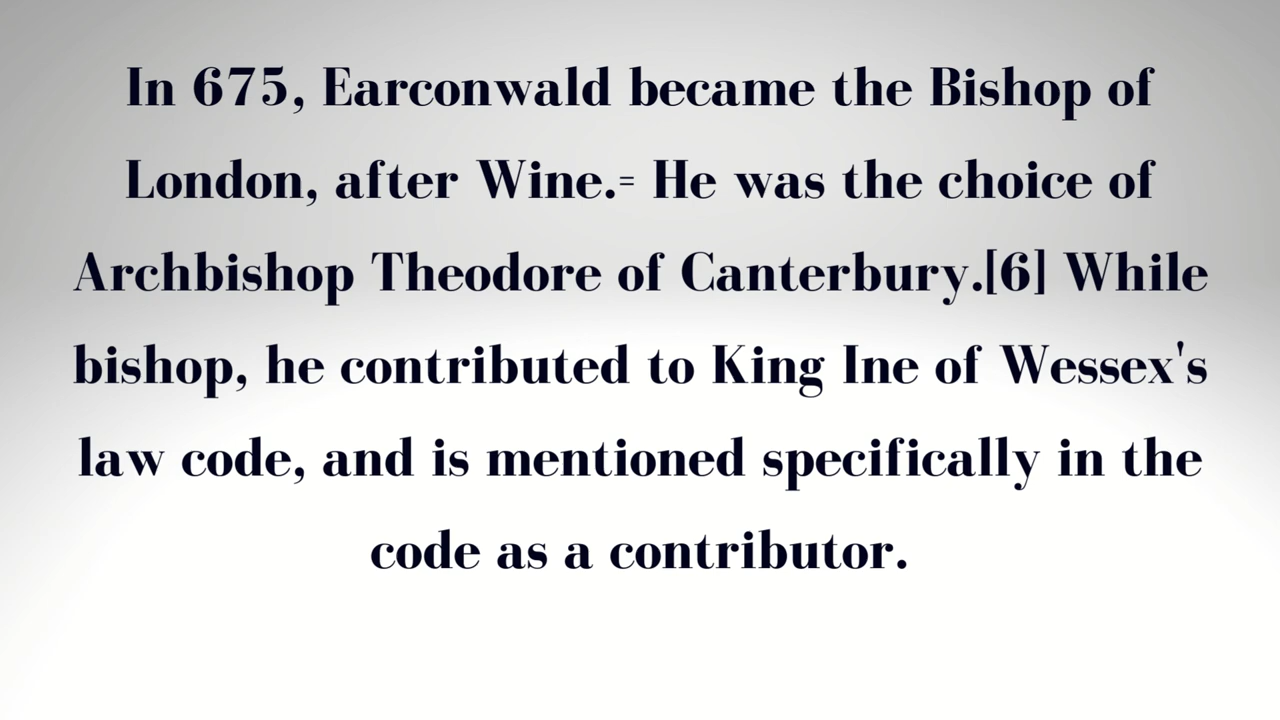 In 675, Earconwald became the Bishop of
London, after Wine.= He was the choice of
Archbishop Theodore of Canterbury.[6] While
bishop, he contributed to King Ine of Wessex's
law code, and is mentioned specifically in the
code as a contributor.